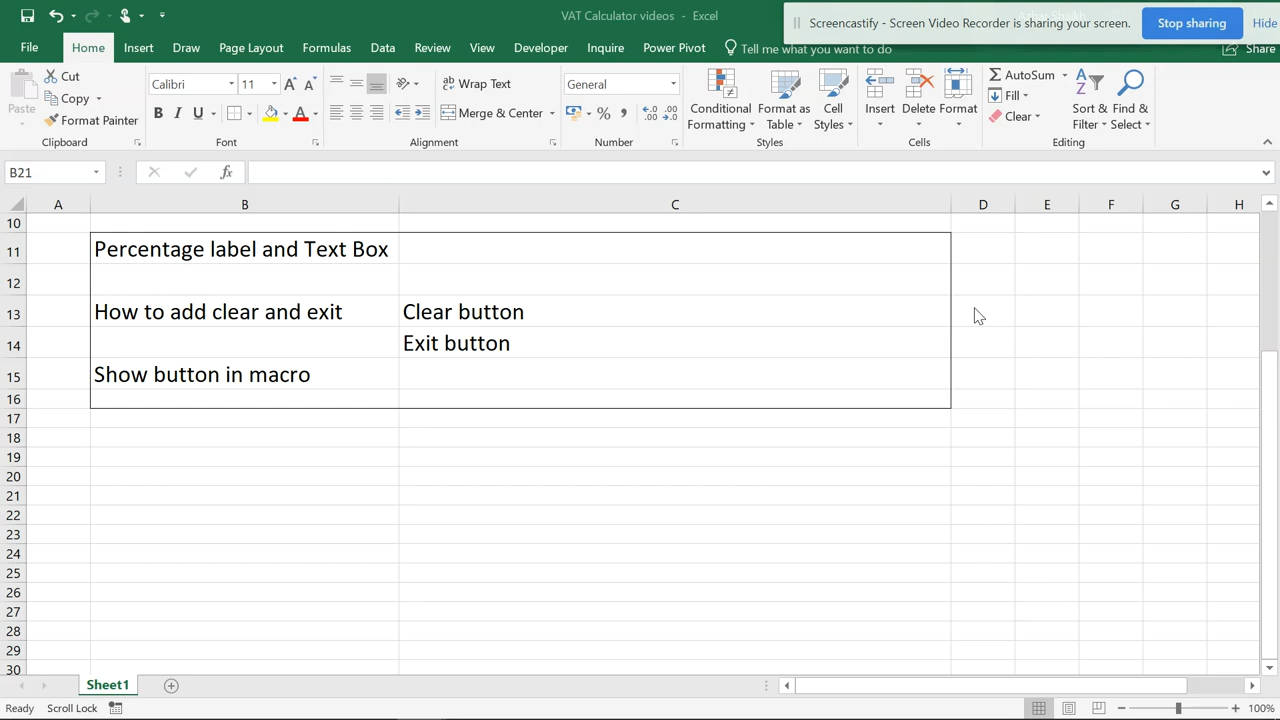 VAT Calculator videos - Excel
Screencastify - Screen Video Recorder is sharing your screen.
Stop sharing
Hide
File Home Insert Draw Page Layout Formulas Data Review View Developer Inquire Power Pivot Tell me what you want to do Share
Paste
Cut
Copy
Format Painter
Clipboard
Calibri 11
B I U
Font
Wrap Text
Merge & Center
Alignment
General
Number
Conditional Formatting
Format as Table
Cell Styles
Styles
Insert Delete Format
Cells
AutoSum
Fill
Clear
Sort & Filter
Find & Select
Editing
B21
fx
A B C D E F G H
10
11 Percentage label and Text Box
12
13 How to add clear and exit Clear button
14 Exit button
15 Show button in macro
16
17
18
19
20
21
22
23
24
25
26
27
28
29
30
Sheet1
Ready Scroll Lock 100%